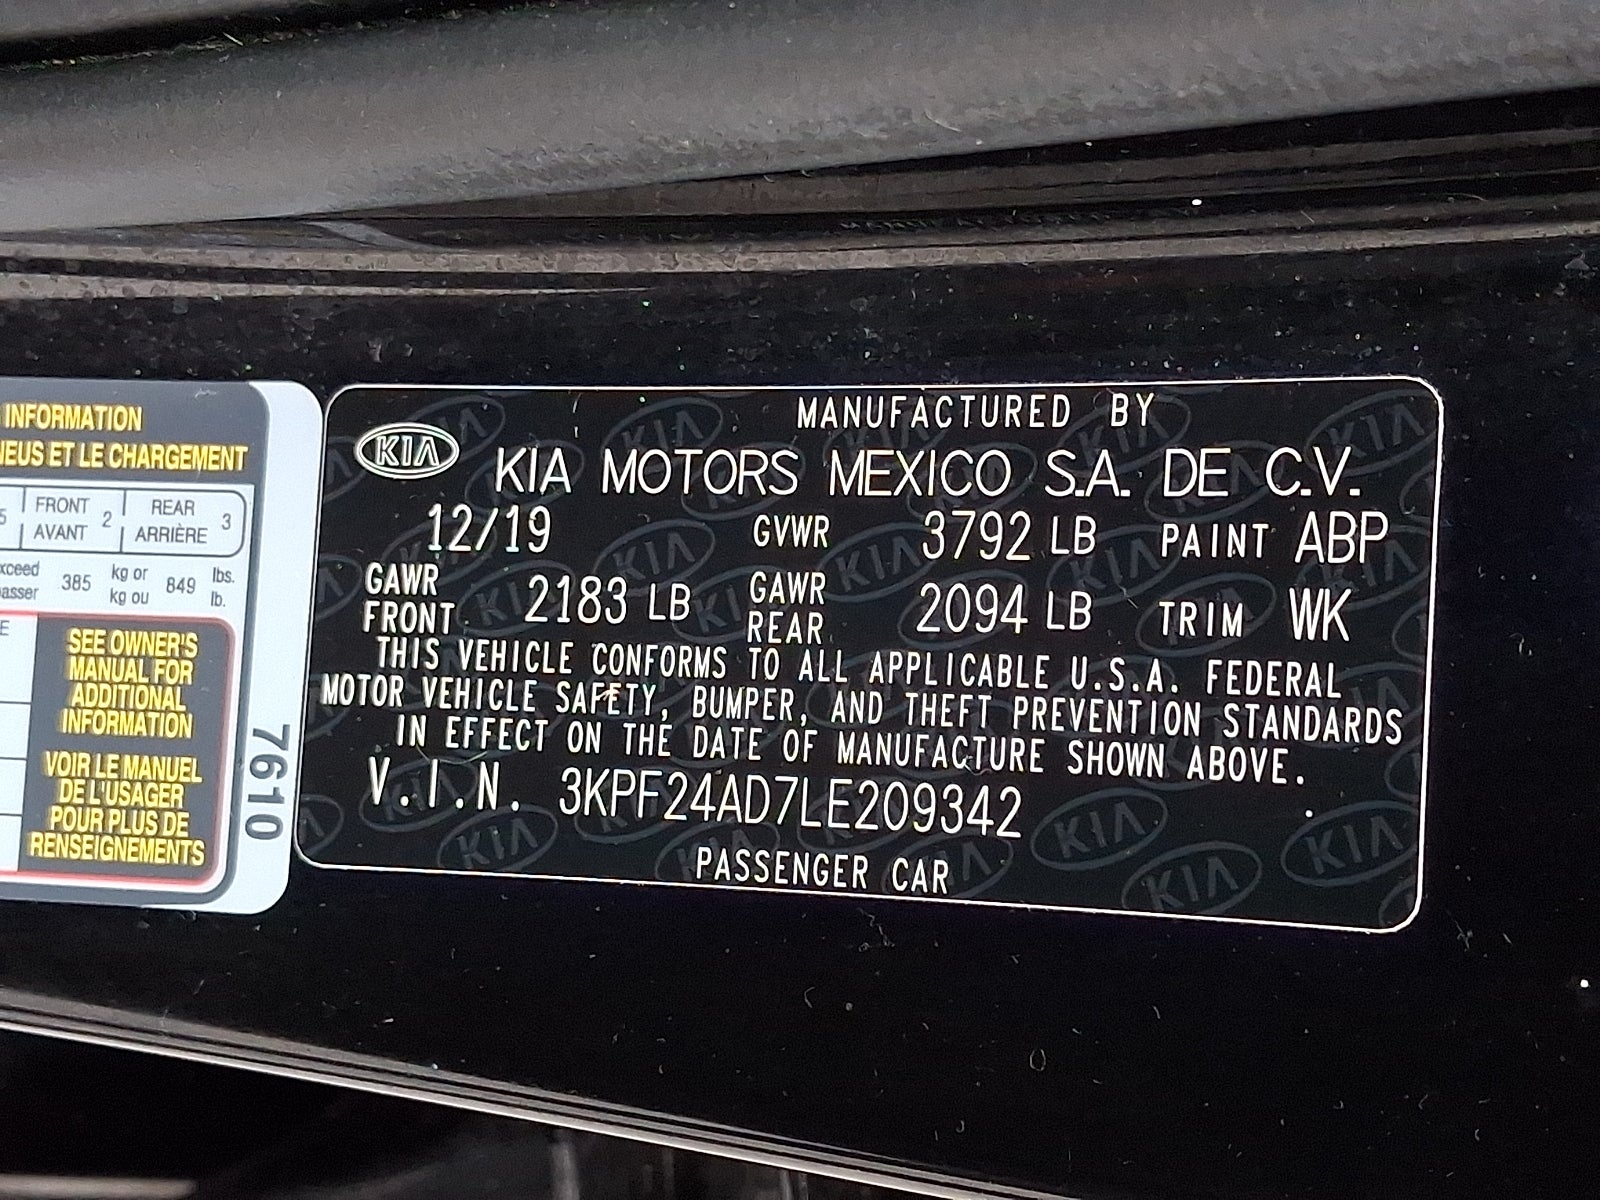 INFORMATION
NEUS ET LE CHARGEMENT
5 FRONT AVANT 2 REAR ARRIÈRE 3
xceed asser 385 kg or kg ou 849 lbs. lb.
E
SEE OWNER'S
MANUAL FOR
ADDITIONAL
INFORMATION
VOIR LE MANUEL
DE L'USAGER
POUR PLUS DE
RENSEIGNEMENTS
7610
MANUFACTURED BY
KIA KIA MOTORS MEXICO S.A. DE C.V.
12/19 GVWR 3792 LB PAINT ABP
GAWR FRONT 2183 LB GAWR REAR 2094 LB TRIM WK
THIS VEHICLE CONFORMS TO ALL APPLICABLE U.S.A. FEDERAL
MOTOR VEHICLE SAFETY, BUMPER, AND THEFT PREVENTION STANDARDS
IN EFFECT ON THE DATE OF MANUFACTURE SHOWN ABOVE.
V.I.N. 3KPF24AD7LE209342
PASSENGER CAR